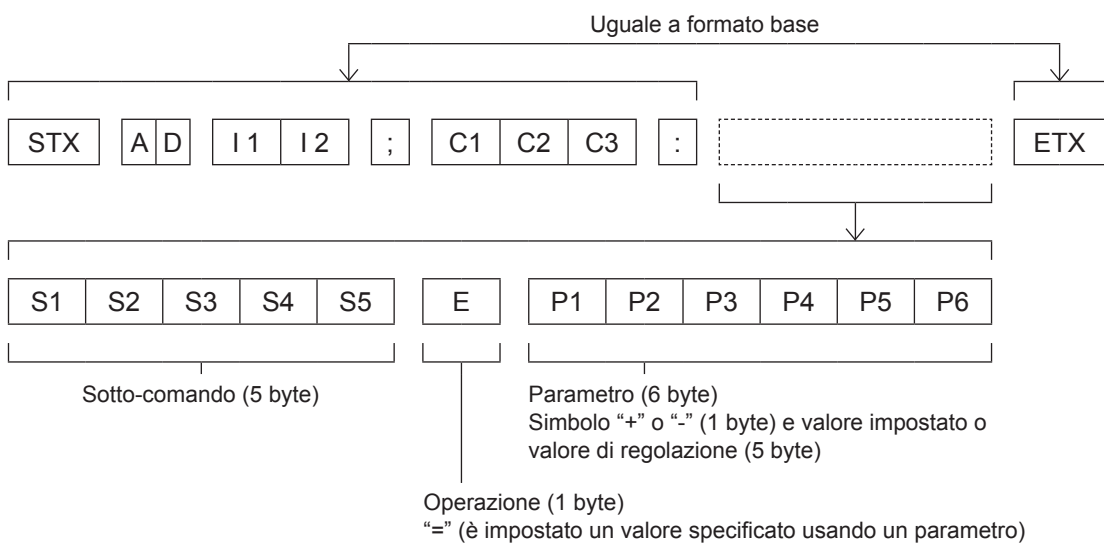 Uguale a formato base
STX A D I 1 I 2 ; C1 C2 C3 : ETX
S1 S2 S3 S4 S5 E P1 P2 P3 P4 P5 P6
Sotto-comando (5 byte)
Parametro (6 byte)
Simbolo “+” o “-” (1 byte) e valore impostato o
valore di regolazione (5 byte)
Operazione (1 byte)
“=” (è impostato un valore specificato usando un parametro)